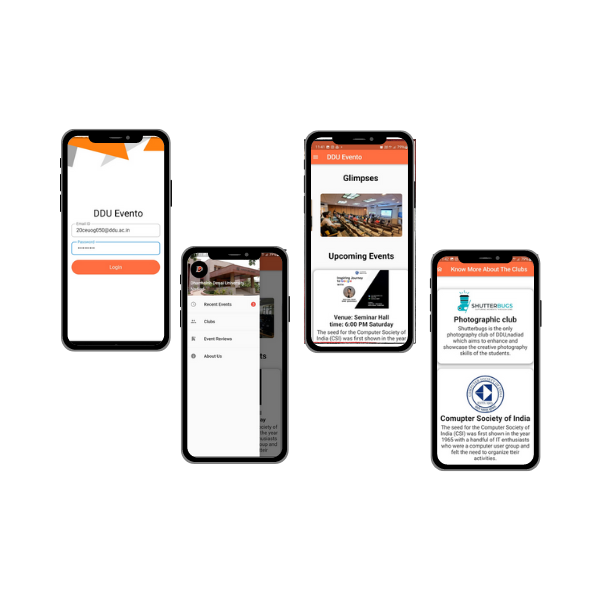 DDU Evento
Email ID
20ceuog050@ddu.ac.in
Password
Login
Dharmsinh Desai University
Recent Events
Clubs
Event Reviews
About Us
DDU Evento
Glimpses
Upcoming Events
Inspiring Journey
Venue: Seminar Hall
time: 6:00 PM Saturday
The seed for the Computer Society of
India (CSI) was first shown in the year
Know More About The Clubs
SHUTTERBUGS
Photographic club
Shutterbugs is the only
photography club of DDU,nadiad
which aims to enhance and
showcase the creative photography
skills of the students.
Comupter Society of India
The seed for the Computer Society of
India (CSI) was first shown in the year
1965 with a handful of IT enthusiasts
who were a computer user group and
felt the need to organize their
activities.